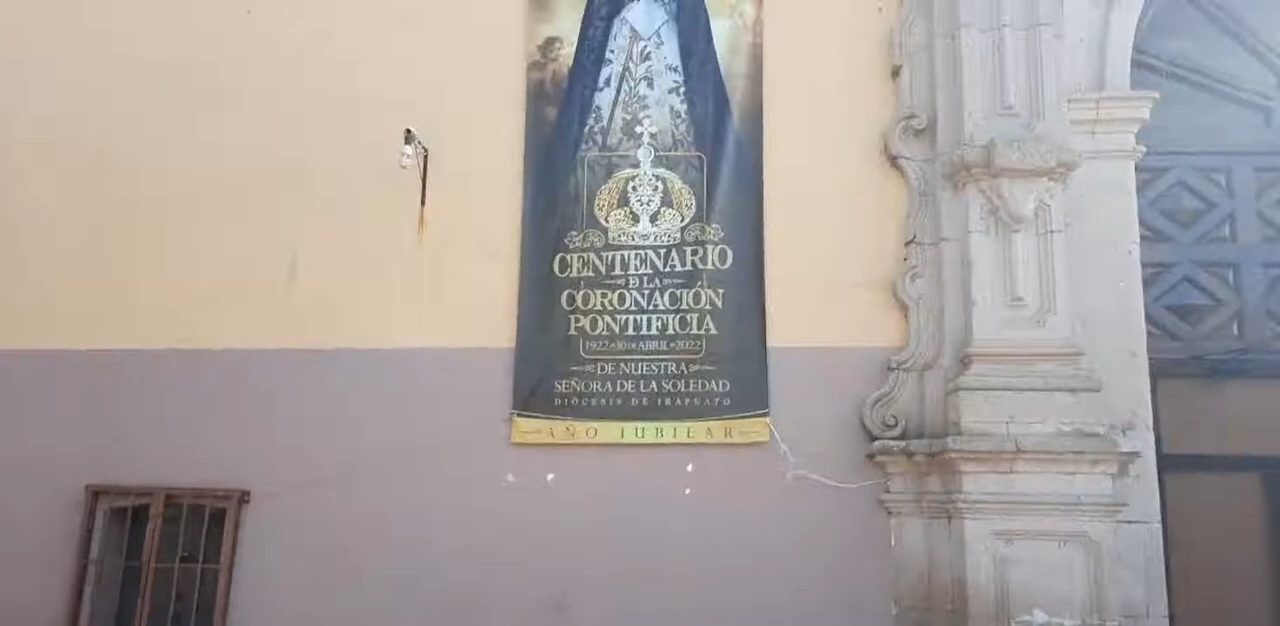 CENTENARIO
DE LA
CORONACIÓN
PONTIFICIA
1922 • 30 DE ABRIL • 2022
DE NUESTRA
SEÑORA DE LA SOLEDAD
DIÓCESIS DE IRAPUATO
AÑO JUBILAR